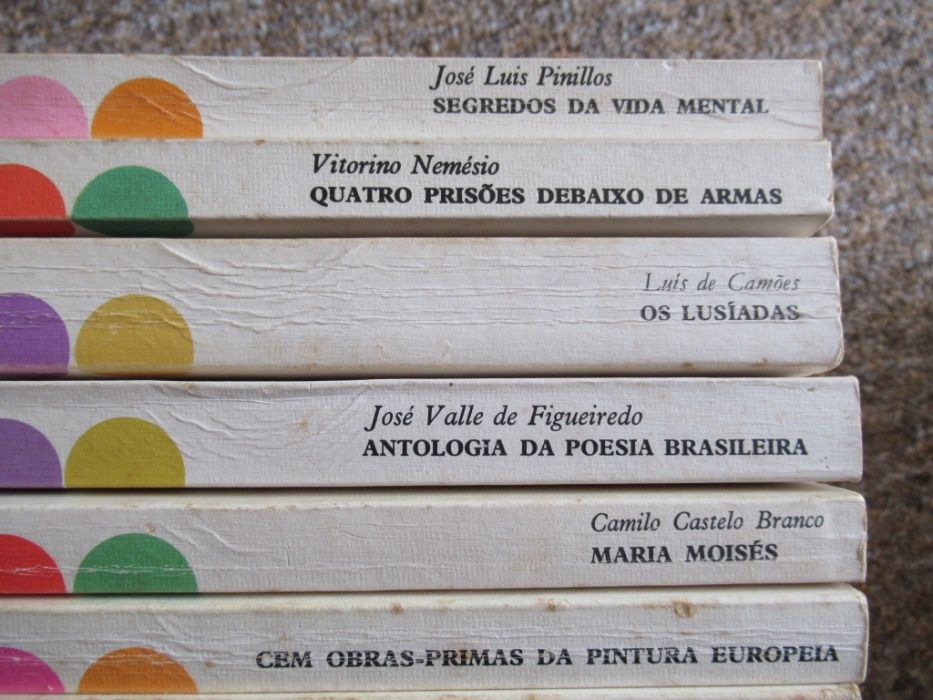 José Luis Pinillos
SEGREDOS DA VIDA MENTAL
Vitorino Nemésio
QUATRO PRISÕES DEBAIXO DE ARMAS
Luís de Camões
OS LUSÍADAS
José Valle de Figueiredo
ANTOLOGIA DA POESIA BRASILEIRA
Camilo Castelo Branco
MARIA MOISÉS
CEM OBRAS-PRIMAS DA PINTURA EUROPEIA